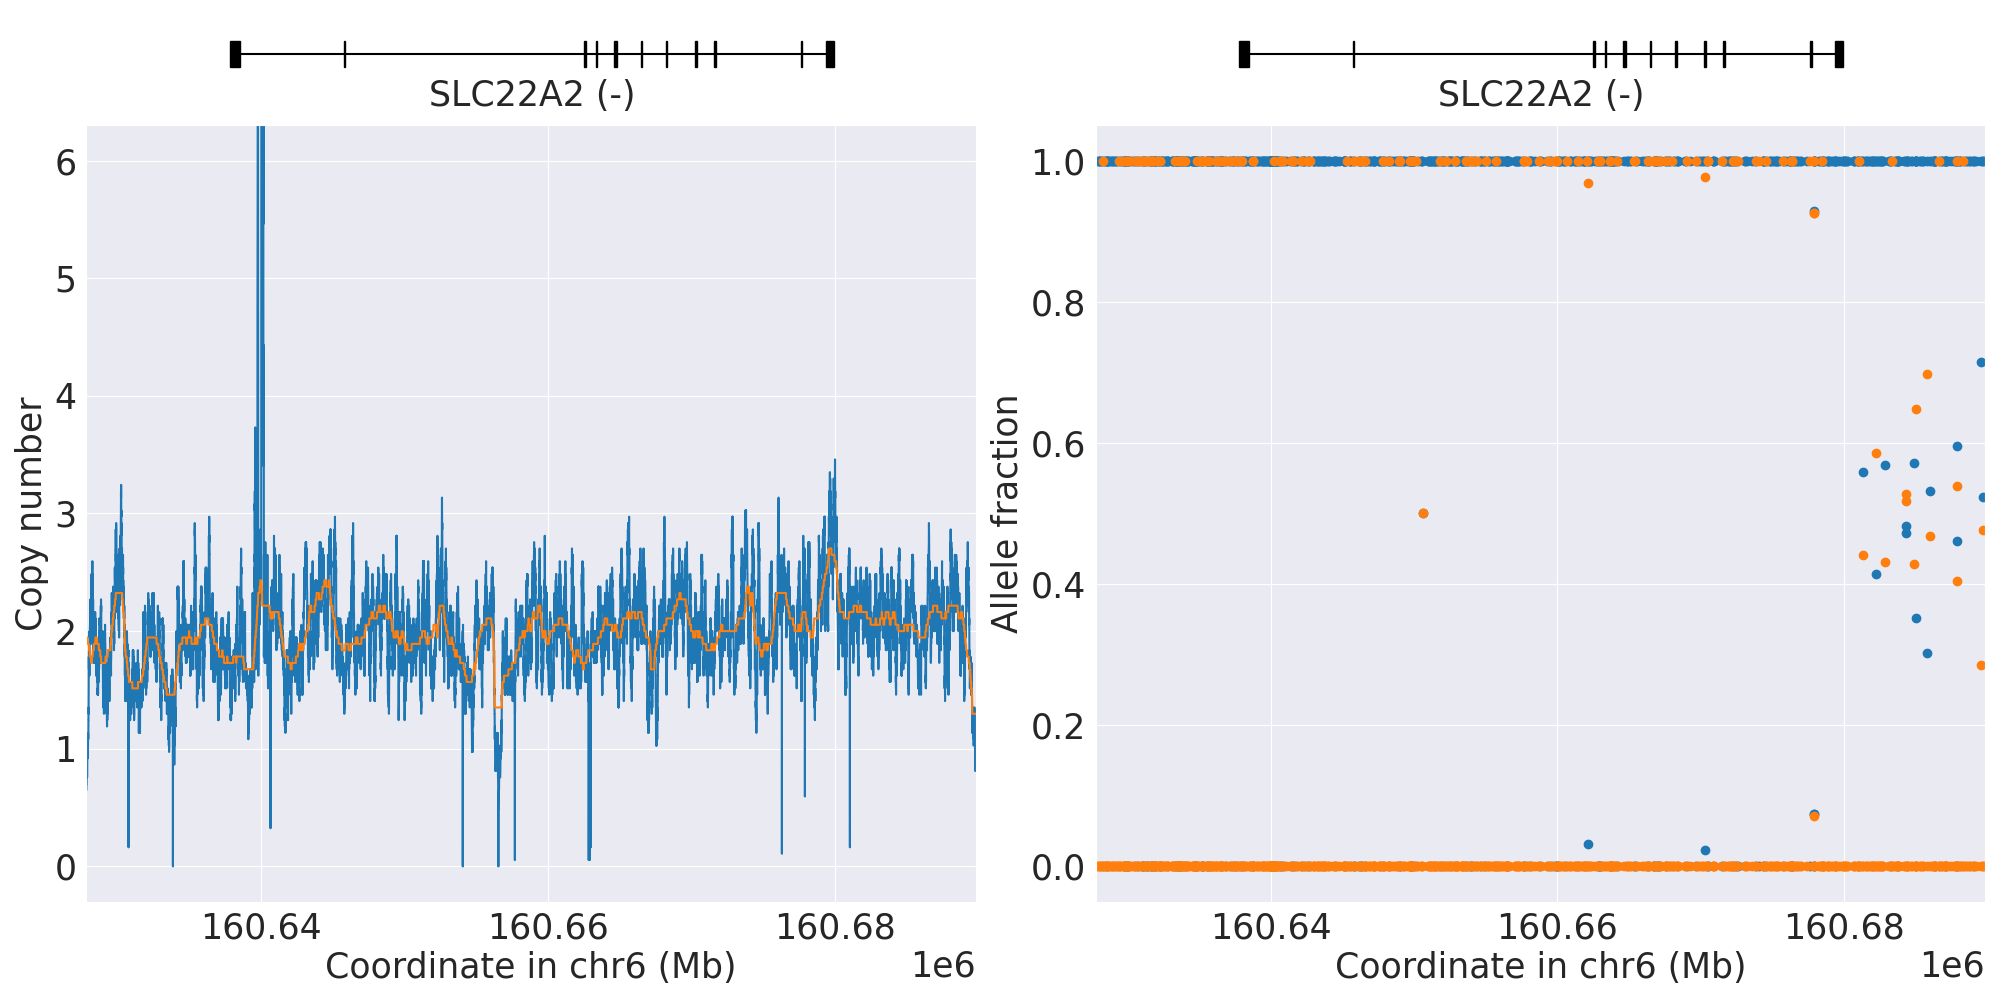 SLC22A2 (-)
SLC22A2 (-)
Copy number
6
5
4
3
2
1
0
160.64
160.66
160.68
Coordinate in chr6 (Mb)
1e6
Allele fraction
1.0
0.8
0.6
0.4
0.2
0.0
160.64
160.66
160.68
Coordinate in chr6 (Mb)
1e6